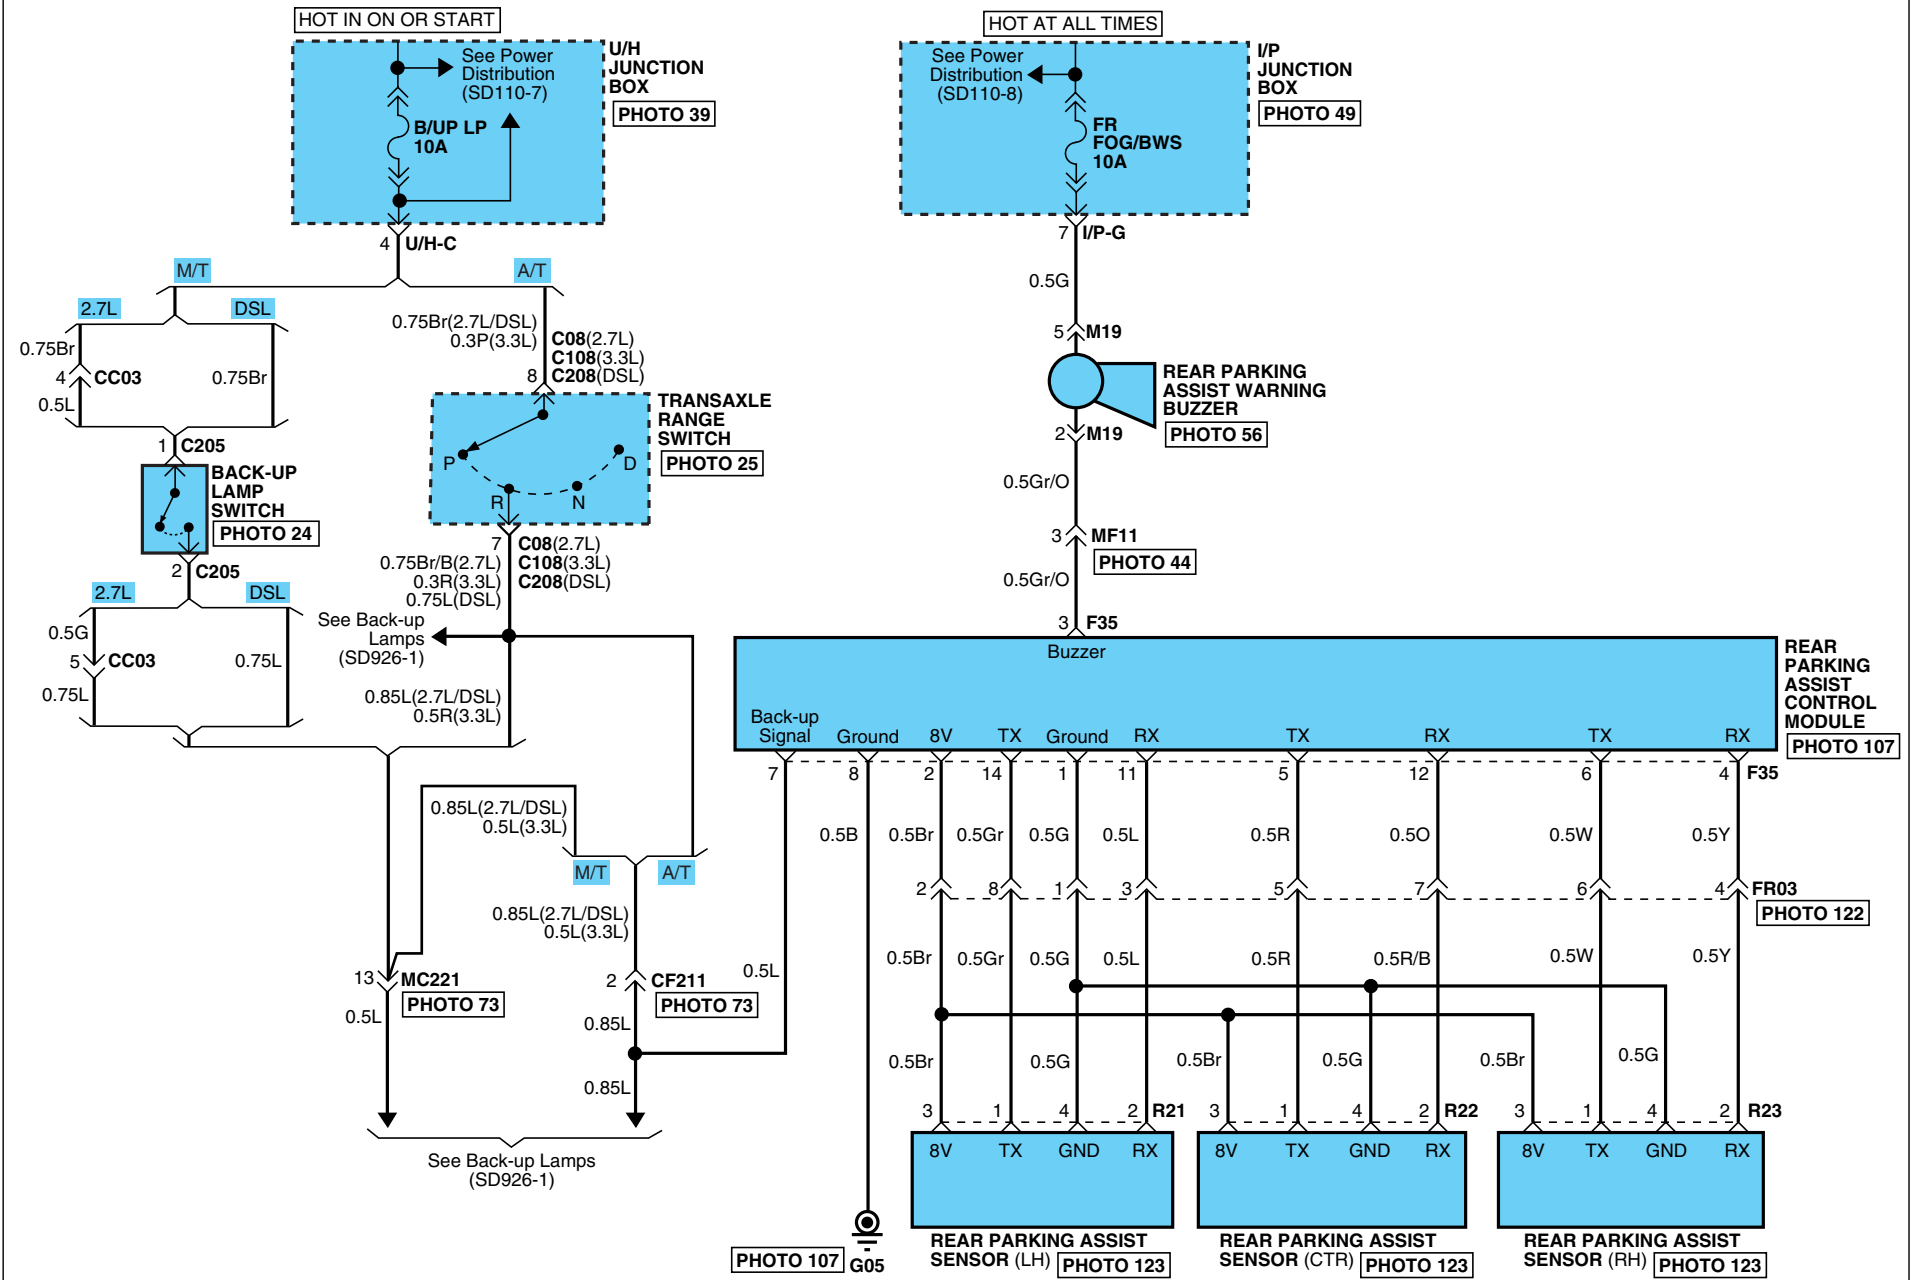 HOT IN ON OR START
HOT AT ALL TIMES
See Power
Distribution
(SD110-7)
B/UP LP
10A
U/H
JUNCTION
BOX
PHOTO 39
See Power
Distribution
(SD110-8)
FR
FOG/BWS
10A
I/P
JUNCTION
BOX
PHOTO 49
4 U/H-C
7 I/P-G
M/T
A/T
0.5G
2.7L
DSL
0.75Br
4 CC03
0.5L
0.75Br
0.75Br(2.7L/DSL)
0.3P(3.3L)
C08(2.7L)
C108(3.3L)
8 C208(DSL)
5 M19
REAR PARKING
ASSIST WARNING
BUZZER
PHOTO 56
2 M19
1 C205
BACK-UP
LAMP
SWITCH
PHOTO 24
2 C205
P
R
N
D
TRANSAXLE
RANGE
SWITCH
PHOTO 25
0.5Gr/O
3 MF11
PHOTO 44
0.5Gr/O
3 F35
7 C08(2.7L)
C108(3.3L)
C208(DSL)
0.75Br/B(2.7L)
0.3R(3.3L)
0.75L(DSL)
2.7L
DSL
0.5G
5 CC03
0.75L
0.75L
See Back-up
Lamps
(SD926-1)
0.85L(2.7L/DSL)
0.5R(3.3L)
Buzzer
REAR
PARKING
ASSIST
CONTROL
MODULE
PHOTO 107
Back-up
Signal Ground 8V TX Ground RX TX RX TX RX
7 8 2 14 1 11 5 12 6 4 F35
0.85L(2.7L/DSL)
0.5L(3.3L)
M/T
A/T
0.5B 0.5Br 0.5Gr 0.5G 0.5L 0.5R 0.5O 0.5W 0.5Y
2 8 1 3 5 7 6 4 FR03
PHOTO 122
0.85L(2.7L/DSL)
0.5L(3.3L)
0.5Br 0.5Gr 0.5G 0.5L 0.5R 0.5R/B 0.5W 0.5Y
13 MC221
PHOTO 73
0.5L
2 CF211
PHOTO 73
0.85L
0.5L
0.85L
0.5Br 0.5G 0.5Br 0.5G 0.5Br 0.5G
3 1 4 2 R21
3 1 4 2 R22
3 1 4 2 R23
8V TX GND RX
8V TX GND RX
8V TX GND RX
See Back-up Lamps
(SD926-1)
PHOTO 107 G05
REAR PARKING ASSIST
SENSOR (LH) PHOTO 123
REAR PARKING ASSIST
SENSOR (CTR) PHOTO 123
REAR PARKING ASSIST
SENSOR (RH) PHOTO 123